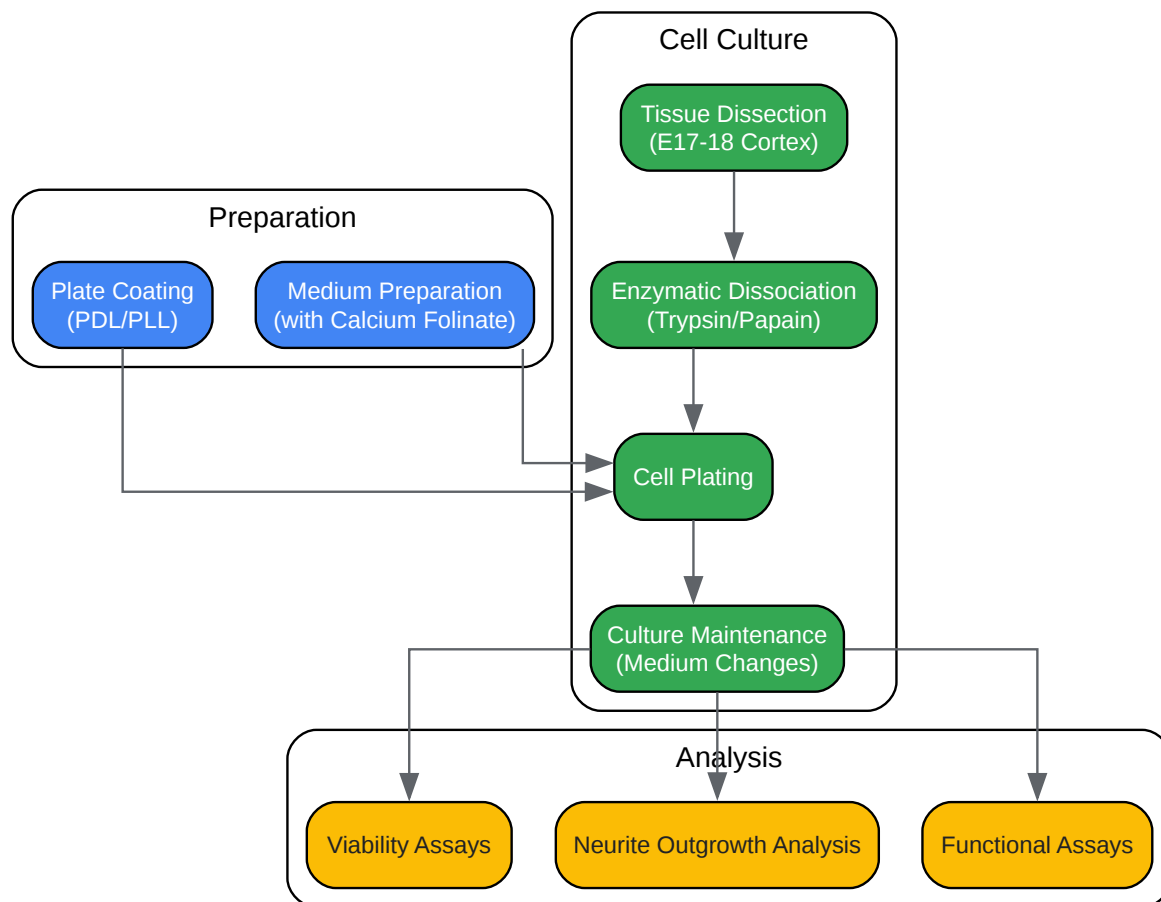 Cell Culture
Tissue Dissection
(E17-18 Cortex)
Preparation
Plate Coating
(PDL/PLL)
Medium Preparation
(with Calcium Folinate)
Enzymatic Dissociation
(Trypsin/Papain)
Cell Plating
Culture Maintenance
(Medium Changes)
Analysis
Viability Assays
Neurite Outgrowth Analysis
Functional Assays